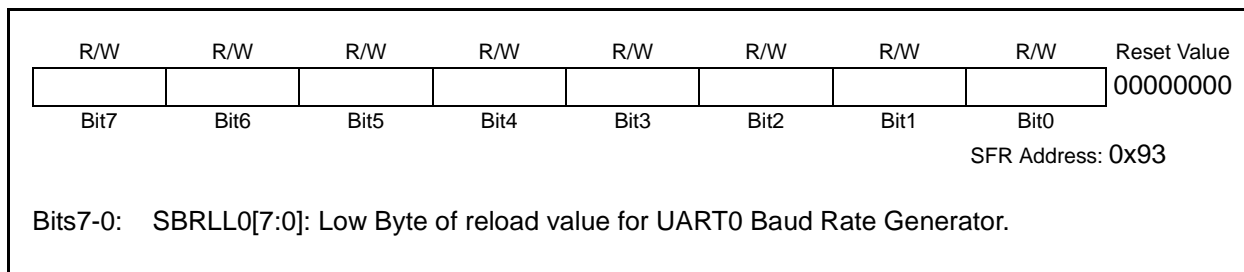 R/W R/W R/W R/W R/W R/W R/W R/W Reset Value
00000000
Bit7 Bit6 Bit5 Bit4 Bit3 Bit2 Bit1 Bit0
SFR Address: 0x93
Bits7-0: SBRLL0[7:0]: Low Byte of reload value for UART0 Baud Rate Generator.